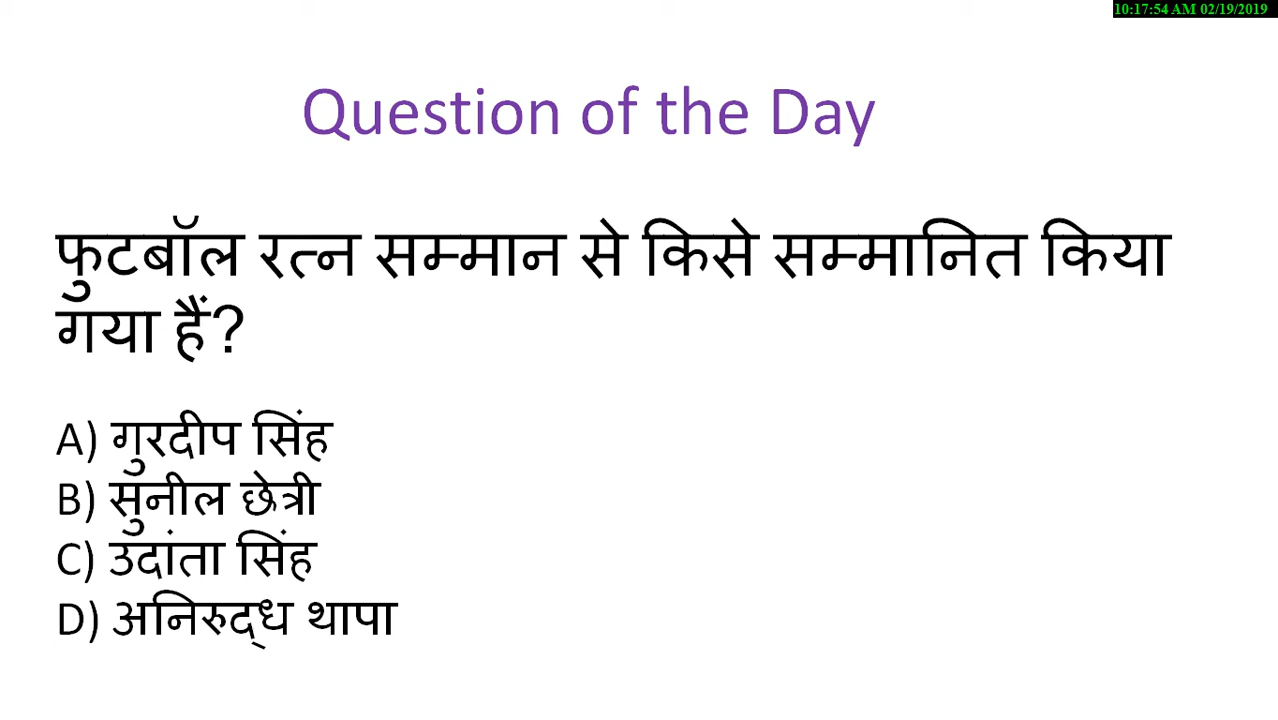 10:17:54 AM 02/19/2019
Question of the Day
फुटबॉल रत्न सम्मान से किसे सम्मानित किया
गया हैं?
A) गुरदीप सिंह
B) सुनील छेत्री
C) उदांता सिंह
D) अनिरुद्ध थापा